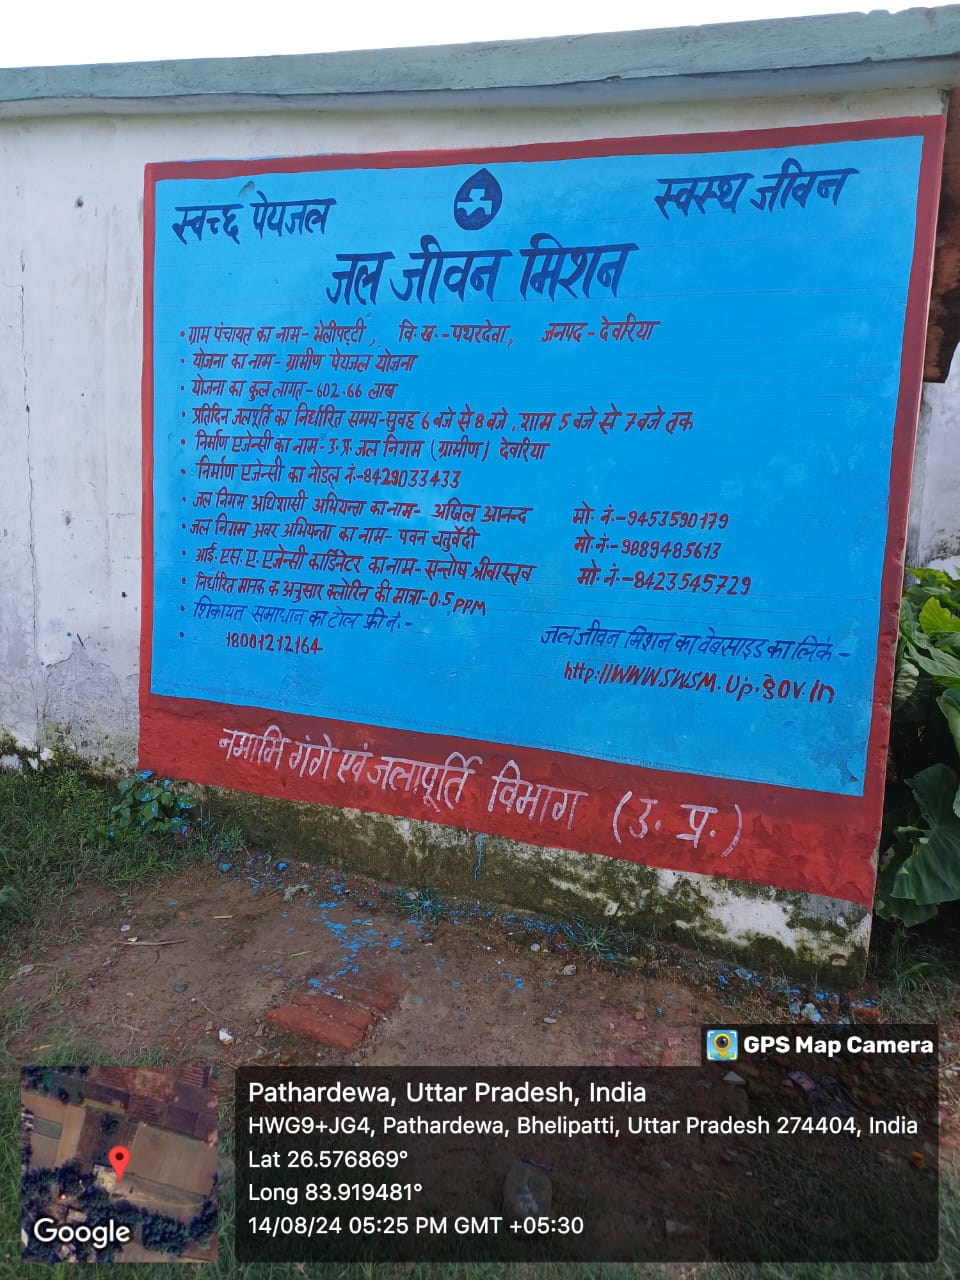 स्वच्छ पेयजल
स्वस्थ जीवन
जल जीवन मिशन
• ग्राम पंचायत का नाम- भेलीपट्टी, वि.ख.-पथरदेवा, जनपद-देवरिया
• योजना का नाम- ग्रामीण पेयजल योजना
• योजना का कुल लागत-602.66 लाख
• प्रतिदिन जलपूर्ति का निर्धारित समय-सुबह 6 बजे से 8 बजे, शाम 5 बजे से 7 बजे तक
• निर्माण एजेन्सी का नाम- उ.प्र. जल निगम (ग्रामीण) देवरिया
• निर्माण एजेन्सी का नोडल नं.-8429033433
• जल निगम अधिशासी अभियन्ता का नाम- अखिल आनन्द मो. नं.-9453590179
• जल निगम अवर अभियन्ता का नाम- पवन चतुर्वेदी मो. नं.-9889485613
• आई.एस.ए. एजेन्सी कार्डिनेटर का नाम- सन्तोष श्रीवास्तव मो. नं.-8423545729
• निर्धारित मानक क अनुसार क्लोरिन की मात्रा-0.5 PPM
• शिकायत समाधान का टोल फ्री नं.-
• 18001212164
जल जीवन मिशन का वेबसाइड का लिंक-
http://WWW.SWSM.Up.gov.in
नमामि गंगे एवं जलापूर्ति विभाग (उ. प्र.)
GPS Map Camera
Pathardewa, Uttar Pradesh, India
HWG9+JG4, Pathardewa, Bhelipatti, Uttar Pradesh 274404, India
Lat 26.576869°
Long 83.919481°
14/08/24 05:25 PM GMT +05:30
Google